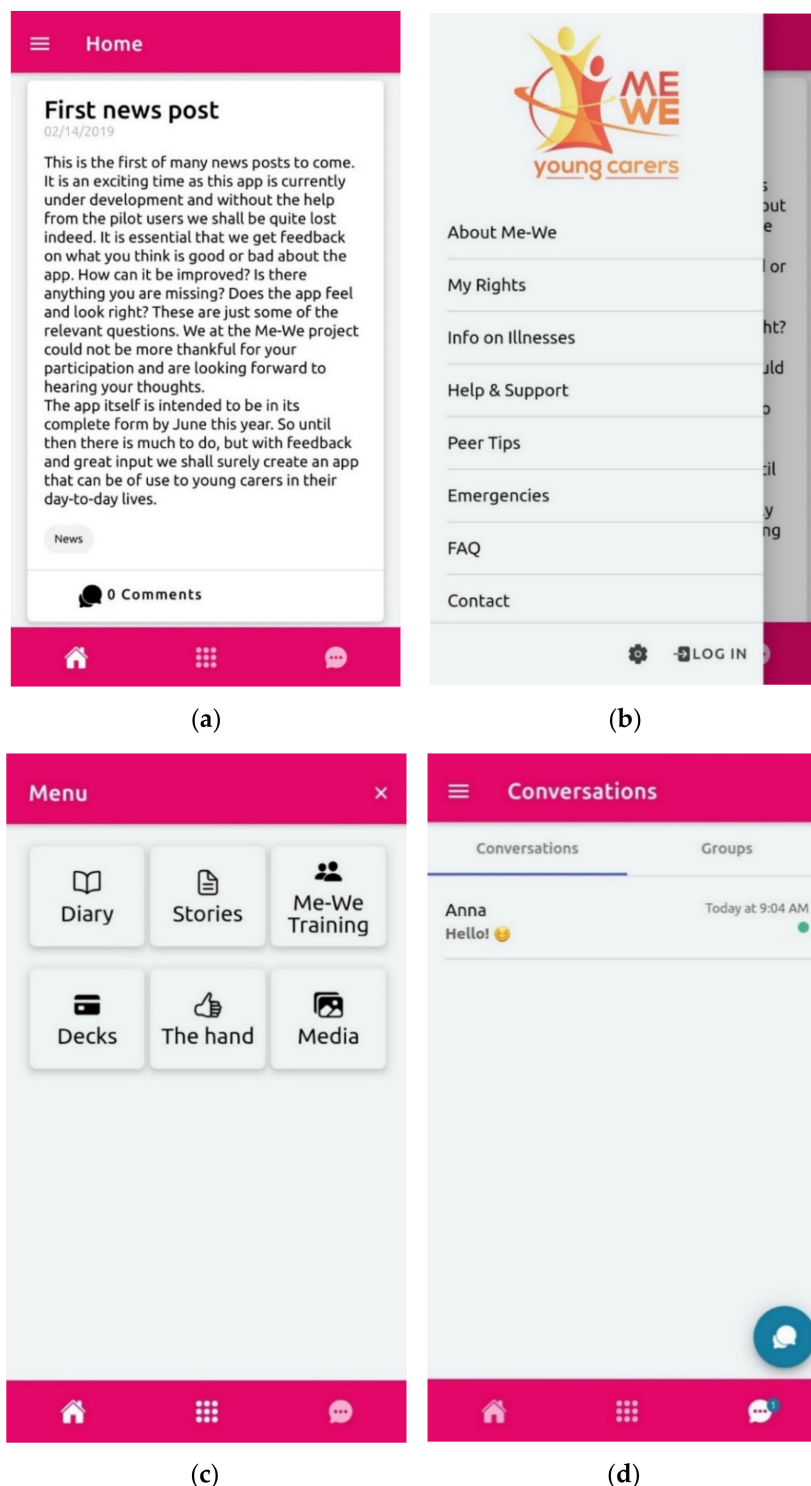 Home
First news post
02/14/2019
This is the first of many news posts to come.
It is an exciting time as this app is currently
under development and without the help
from the pilot users we shall be quite lost
indeed. It is essential that we get feedback
on what you think is good or bad about the
app. How can it be improved? Is there
anything you are missing? Does the app feel
and look right? These are just some of the
relevant questions. We at the Me-We project
could not be more thankful for your
participation and are looking forward to
hearing your thoughts.
The app itself is intended to be in its
complete form by June this year. So until
then there is much to do, but with feedback
and great input we shall surely create an app
that can be of use to young carers in their
day-to-day lives.
News
0 Comments
(a)
ME
WE
young carers
About Me-We
My Rights
Info on Illnesses
Help & Support
Peer Tips
Emergencies
FAQ
Contact
LOG IN
(b)
Menu
Diary
Stories
Me-We
Training
Decks
The hand
Media
(c)
Conversations
Conversations Groups
Anna Today at 9:04 AM
Hello! 😆
1
(d)